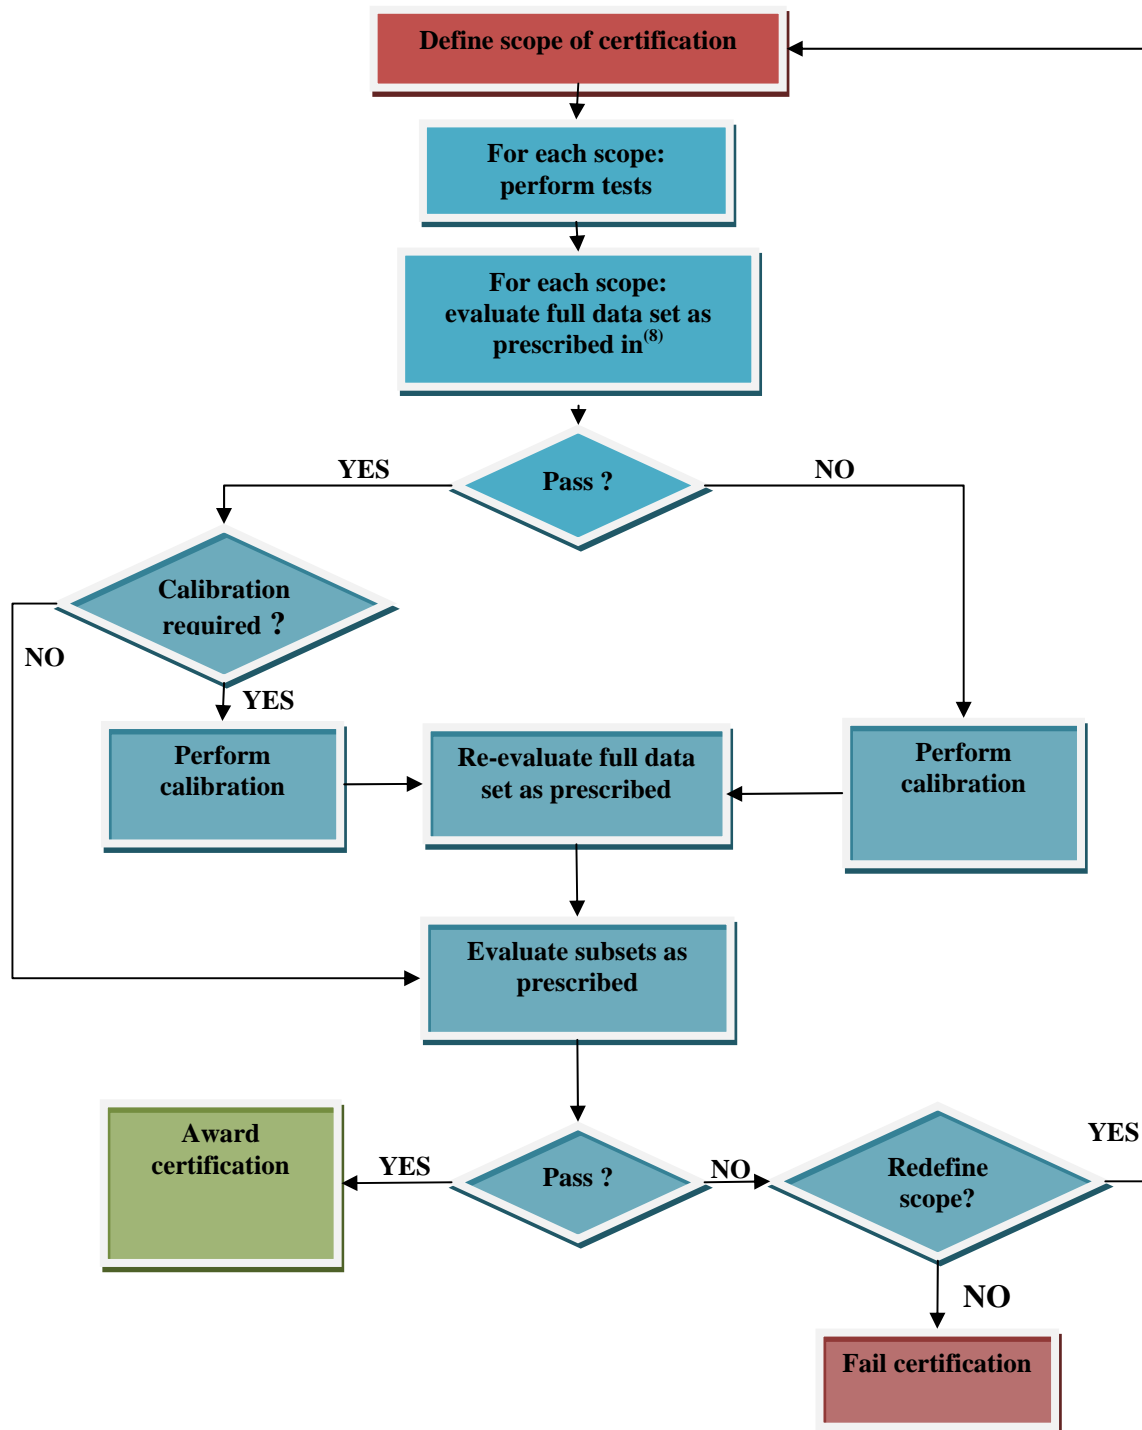 Define scope of certification
For each scope:
perform tests
For each scope:
evaluate full data set as
prescribed in(8)
YES
Pass ?
NO
Calibration
required ?
NO
YES
Perform
calibration
Re-evaluate full data
set as prescribed
Perform
calibration
Evaluate subsets as
prescribed
Award
certification
YES
Pass ?
NO
Redefine
scope?
YES
NO
Fail certification